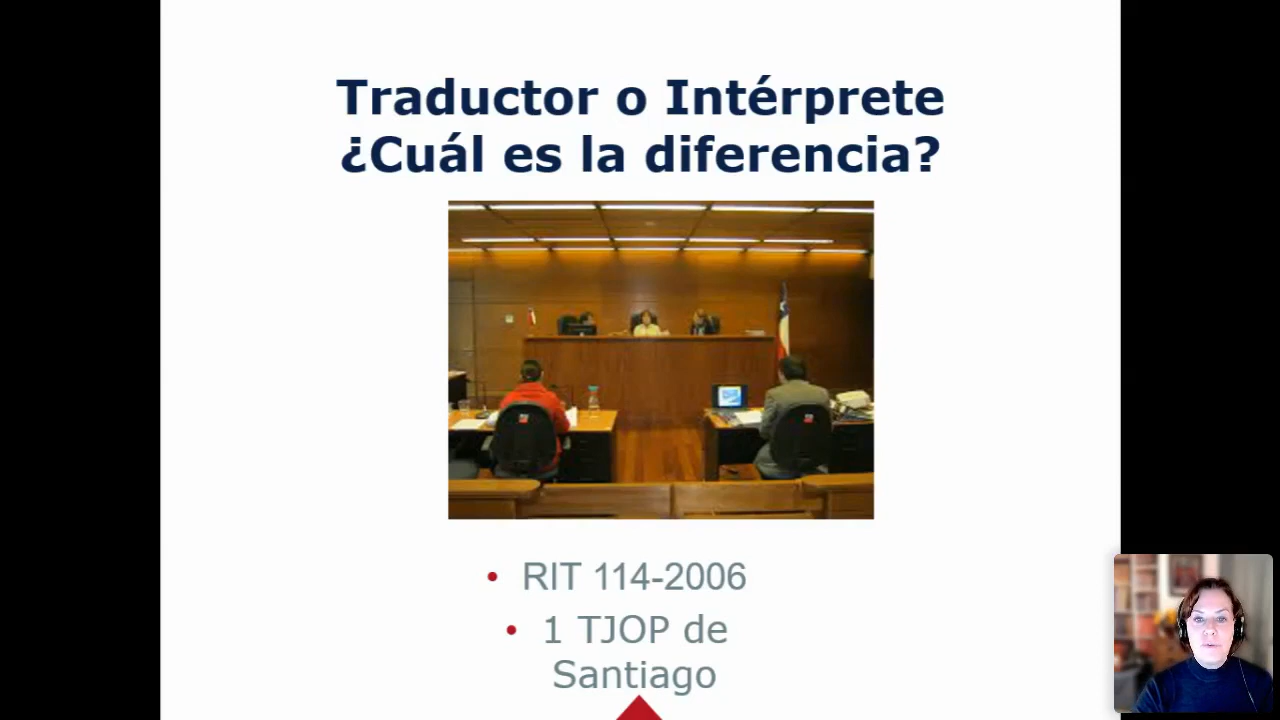 Traductor o Intérprete
¿Cuál es la diferencia?
• RIT 114-2006
• 1 TJOP de
Santiago